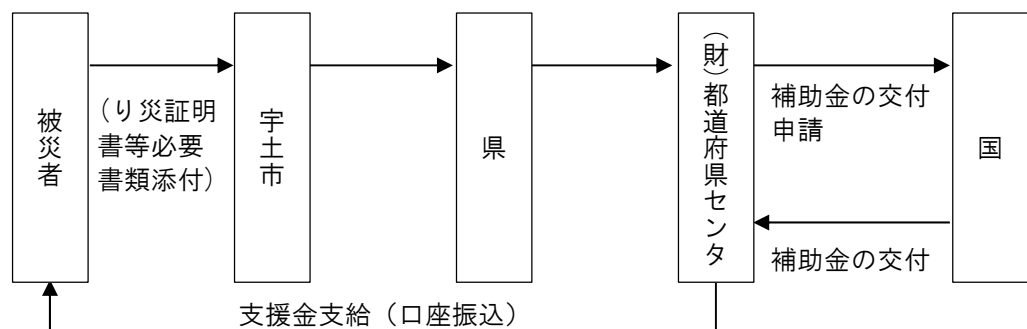 被災者
(り災証明
書等必要
書類添付)
宇土市
県
(財)都道府県センタ
補助金の交付
申請
国
補助金の交付
支援金支給(口座振込)